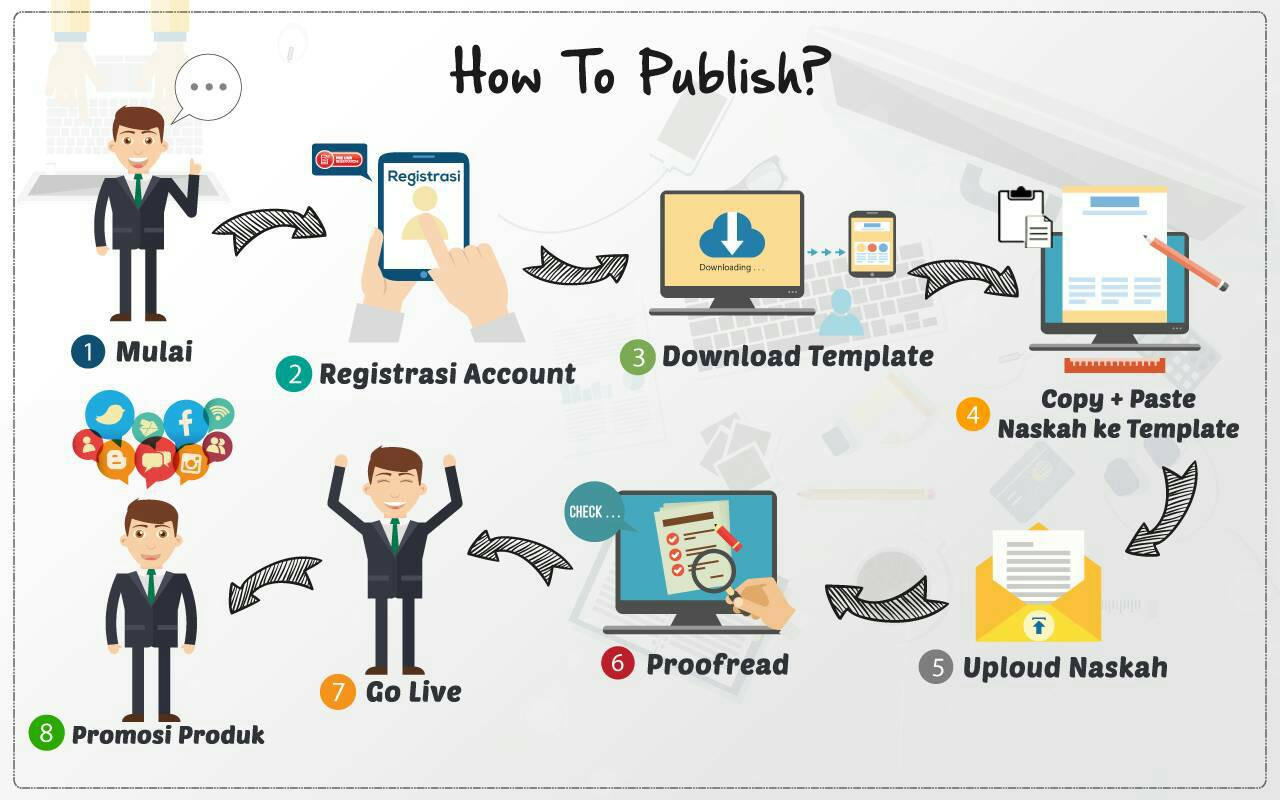 How To Publish?
Registrasi
Downloading . . .
1 Mulai
2 Registrasi Account
3 Download Template
4 Copy + Paste
Naskah ke Template
CHECK . . .
5 Uploud Naskah
6 Proofread
7 Go Live
8 Promosi Produk